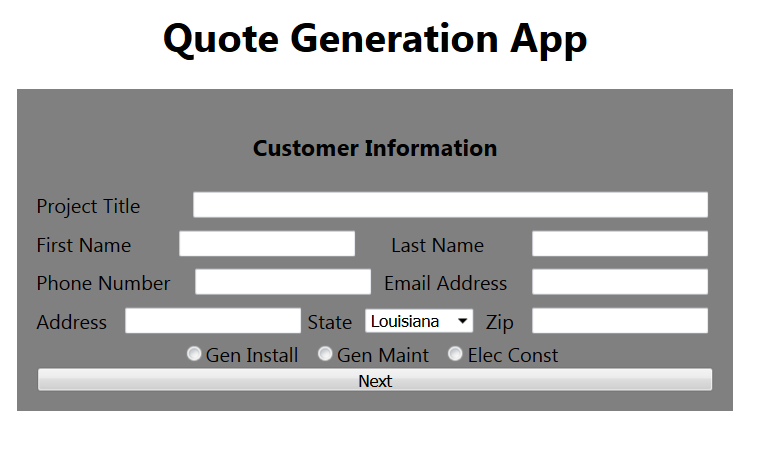 Quote Generation App
Customer Information
Project Title
First Name Last Name
Phone Number Email Address
Address State Louisiana Zip
Gen Install Gen Maint Elec Const
Next